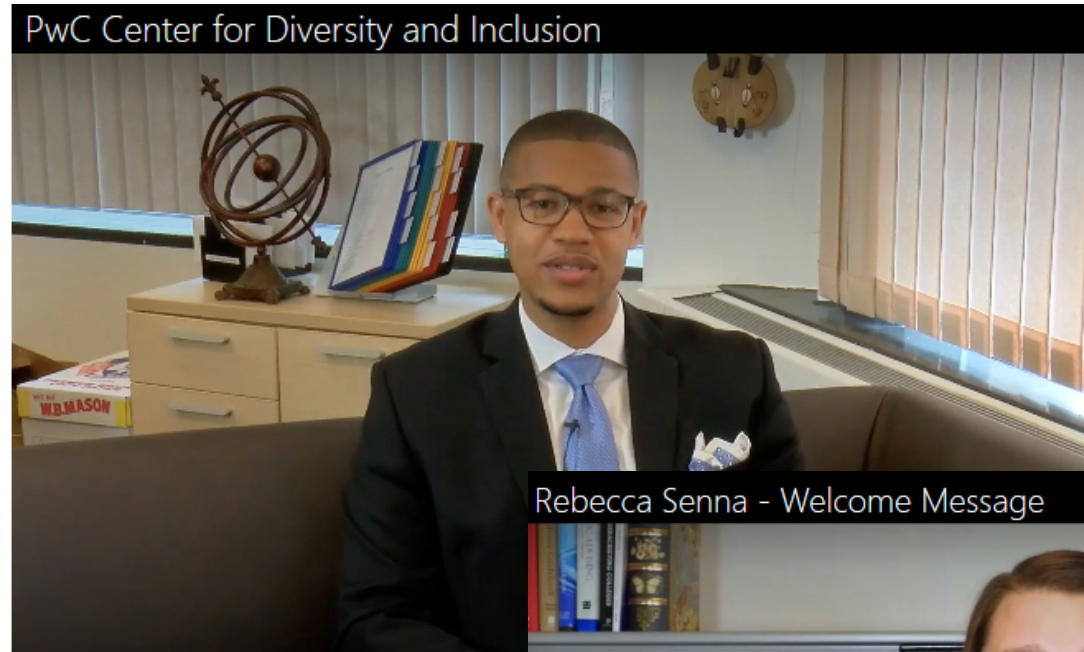 PwC Center for Diversity and Inclusion
W.B.MASON
Rebecca Senna - Welcome Message